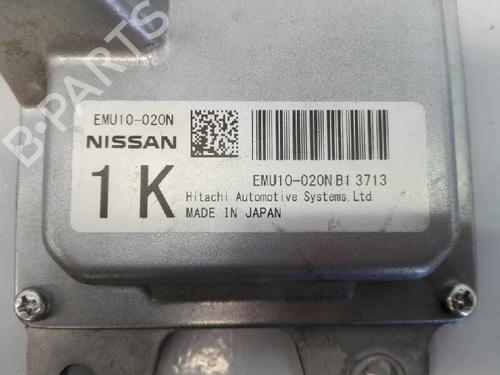 B-PARTS
EMU10-020N
NISSAN
1K
EMU10-020N B1 3713
Hitachi Automotive Systems,Ltd.
MADE IN JAPAN